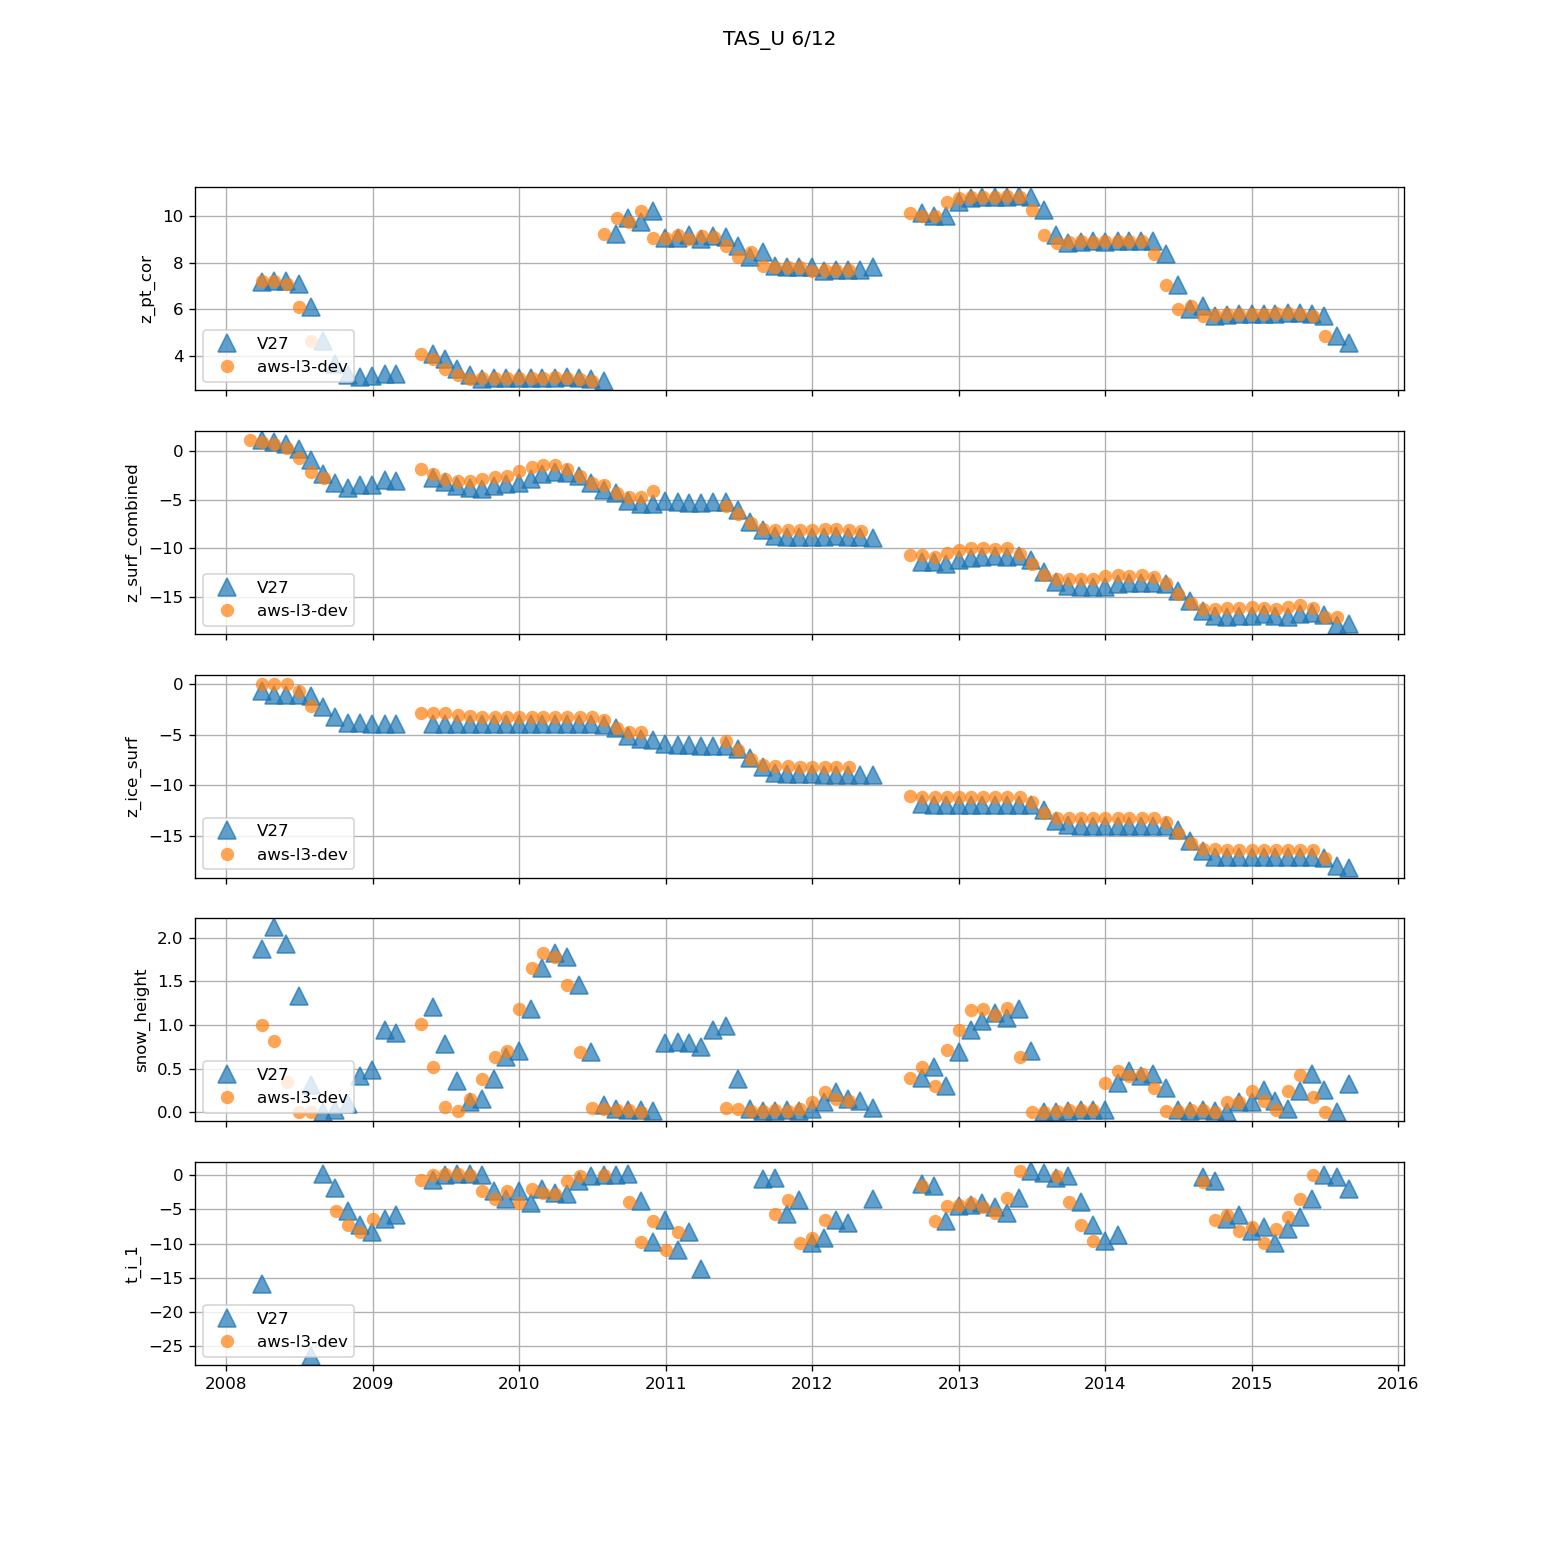 TAS_U 6/12
z_pt_cor
10
8
6
4
V27
aws-l3-dev
z_surf_combined
0
−5
−10
−15
V27
aws-l3-dev
z_ice_surf
0
−5
−10
−15
V27
aws-l3-dev
snow_height
2.0
1.5
1.0
0.5
0.0
V27
aws-l3-dev
t_i_1
0
−5
−10
−15
−20
−25
V27
aws-l3-dev
2008 2009 2010 2011 2012 2013 2014 2015 2016